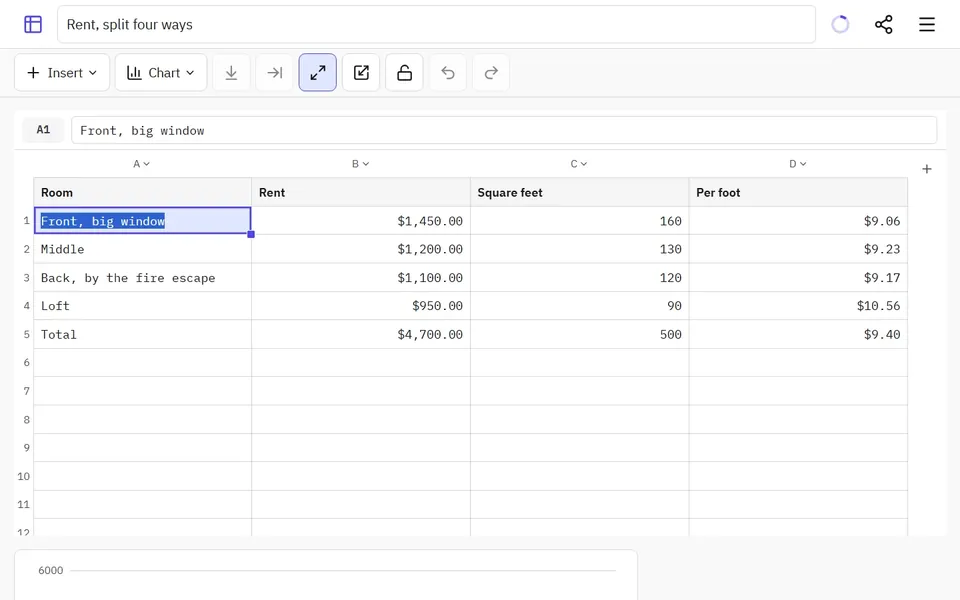 Rent, split four ways
Insert Chart
A1 Front, big window
A B C D
Room Rent Square feet Per foot
1 Front, big window $1,450.00 160 $9.06
2 Middle $1,200.00 130 $9.23
3 Back, by the fire escape $1,100.00 120 $9.17
4 Loft $950.00 90 $10.56
5 Total $4,700.00 500 $9.40
6
7
8
9
10
11
12
6000